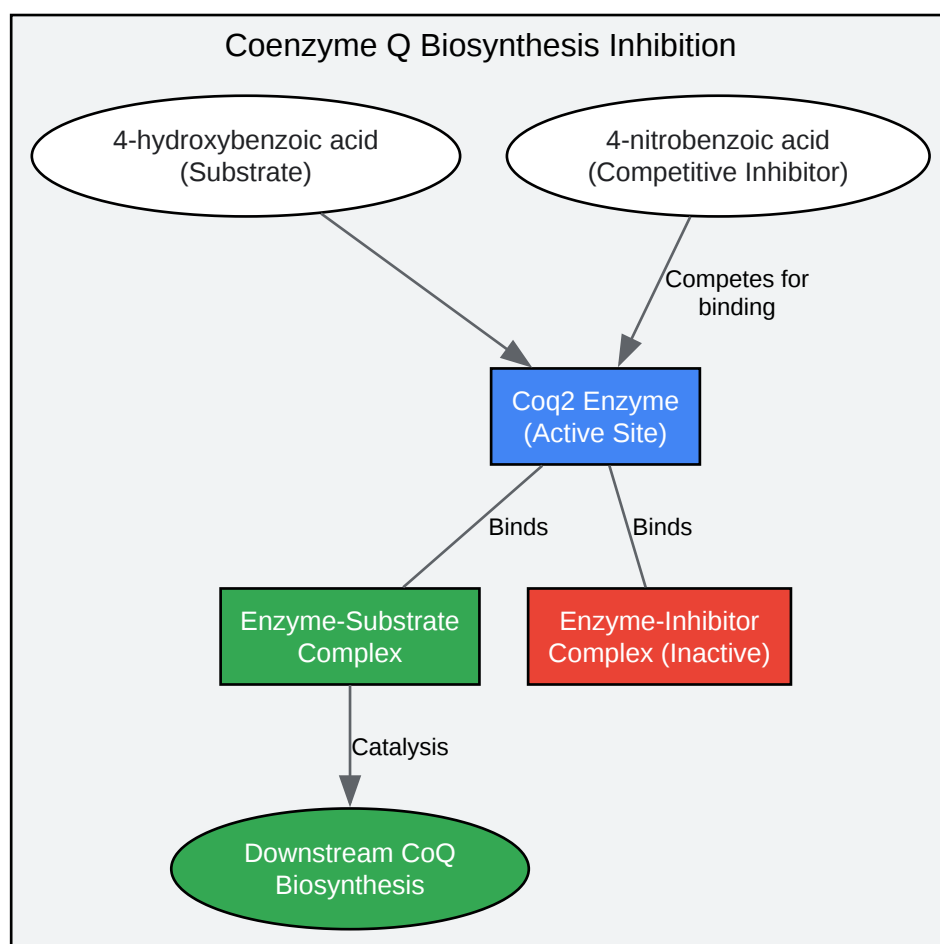 Coenzyme Q Biosynthesis Inhibition
4-hydroxybenzoic acid
(Substrate)
4-nitrobenzoic acid
(Competitive Inhibitor)
Competes for
binding
Coq2 Enzyme
(Active Site)
Binds
Binds
Enzyme-Substrate
Complex
Enzyme-Inhibitor
Complex (Inactive)
Catalysis
Downstream CoQ
Biosynthesis